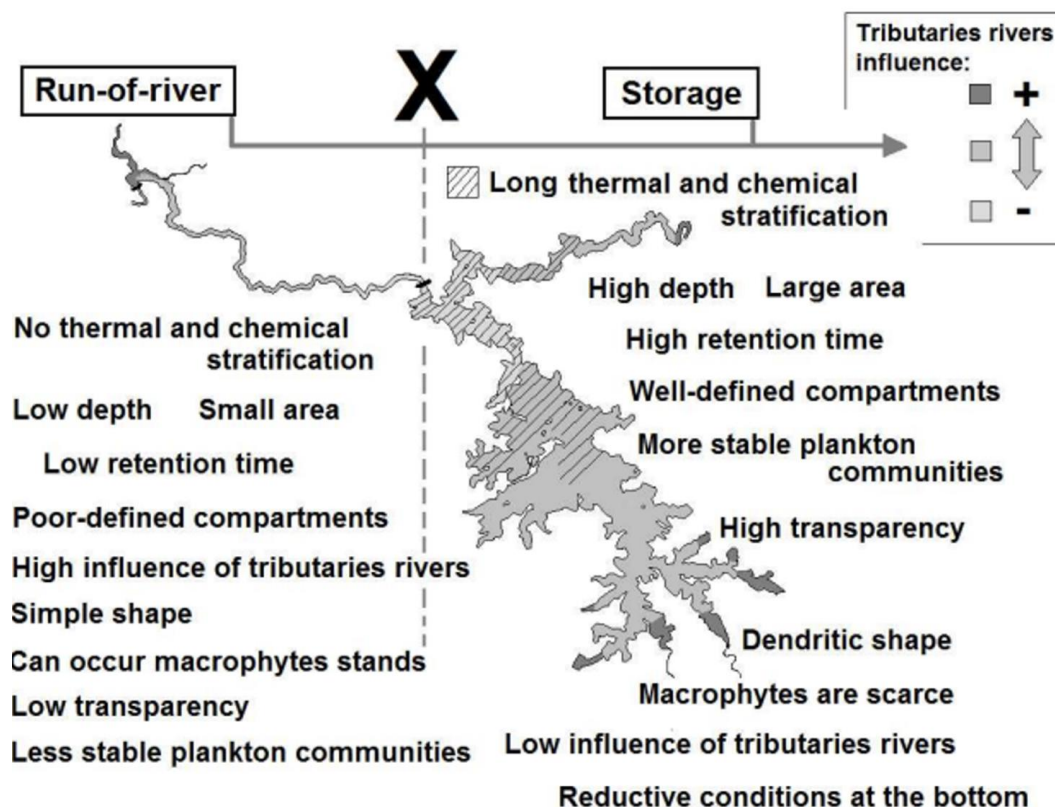 Tributaries rivers
influence:
+
-
X
Run-of-river
Storage
Long thermal and chemical
stratification
High depth Large area
High retention time
Well-defined compartments
More stable plankton
communities
High transparency
Dendritic shape
Macrophytes are scarce
Low influence of tributaries rivers
Reductive conditions at the bottom
No thermal and chemical
stratification
Low depth Small area
Low retention time
Poor-defined compartments
High influence of tributaries rivers
Simple shape
Can occur macrophytes stands
Low transparency
Less stable plankton communities